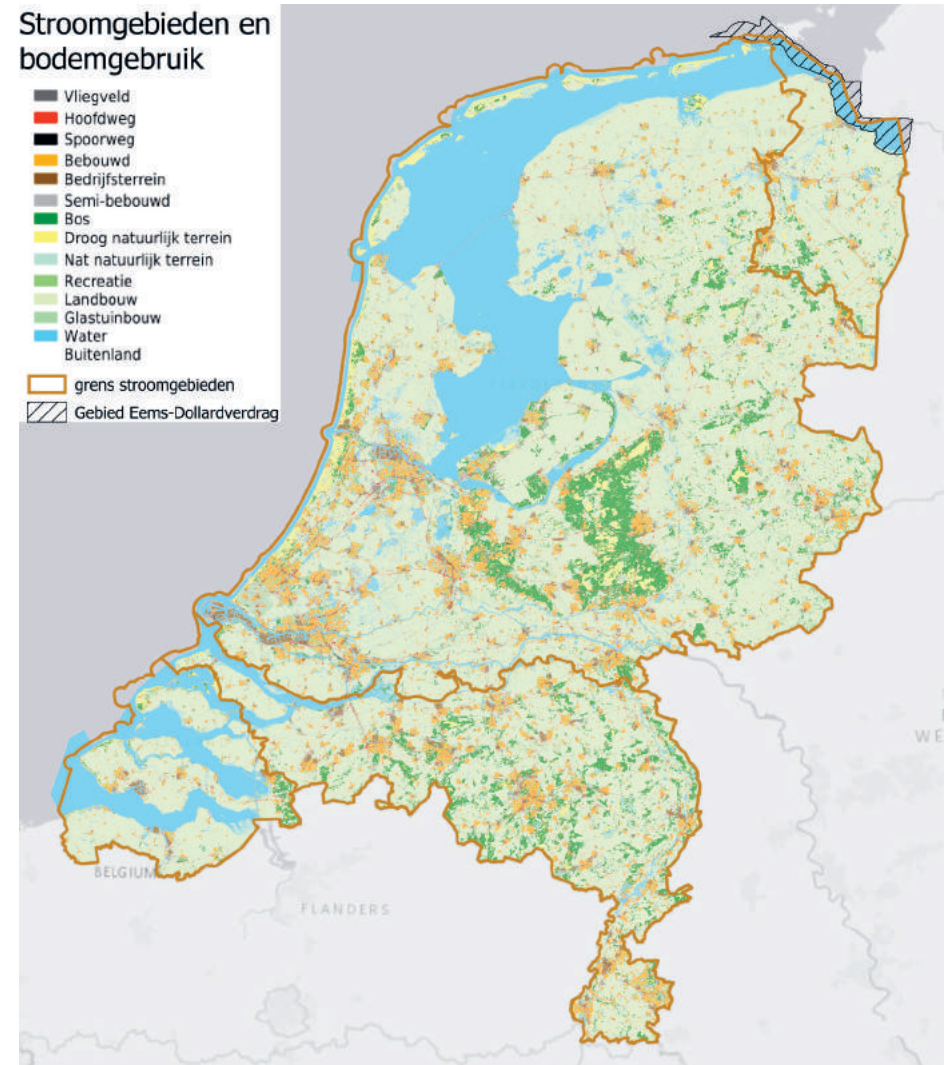 Stroomgebieden en
bodemgebruik
Vliegveld
Hoofdweg
Spoorweg
Bebouwd
Bedrijfsterrein
Semi-bebouwd
Bos
Droog natuurlijk terrein
Nat natuurlijk terrein
Recreatie
Landbouw
Glastuinbouw
Water
Buitenland
grens stroomgebieden
Gebied Eems-Dollardverdrag
WE
BELGIUM
FLANDERS